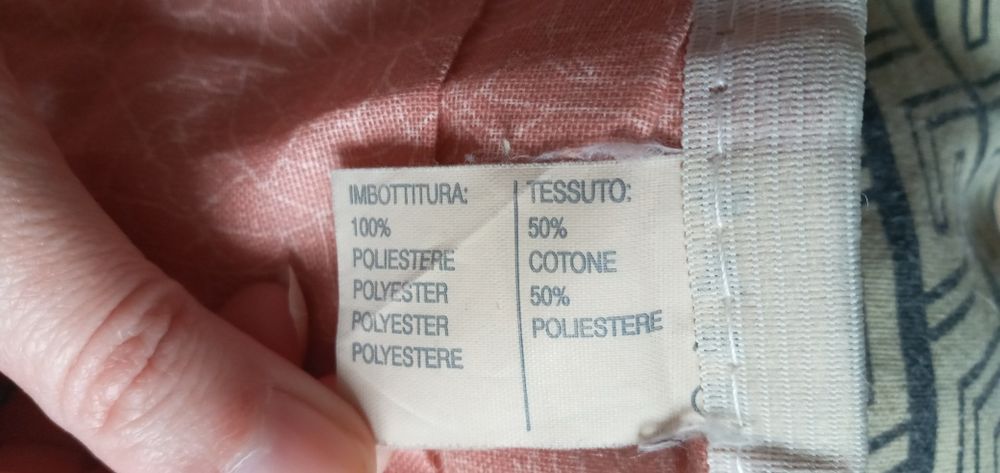 IMBOTTITURA:
100%
POLIESTERE
POLYESTER
POLYESTER
POLYESTERE
TESSUTO:
50%
COTONE
50%
POLIESTERE